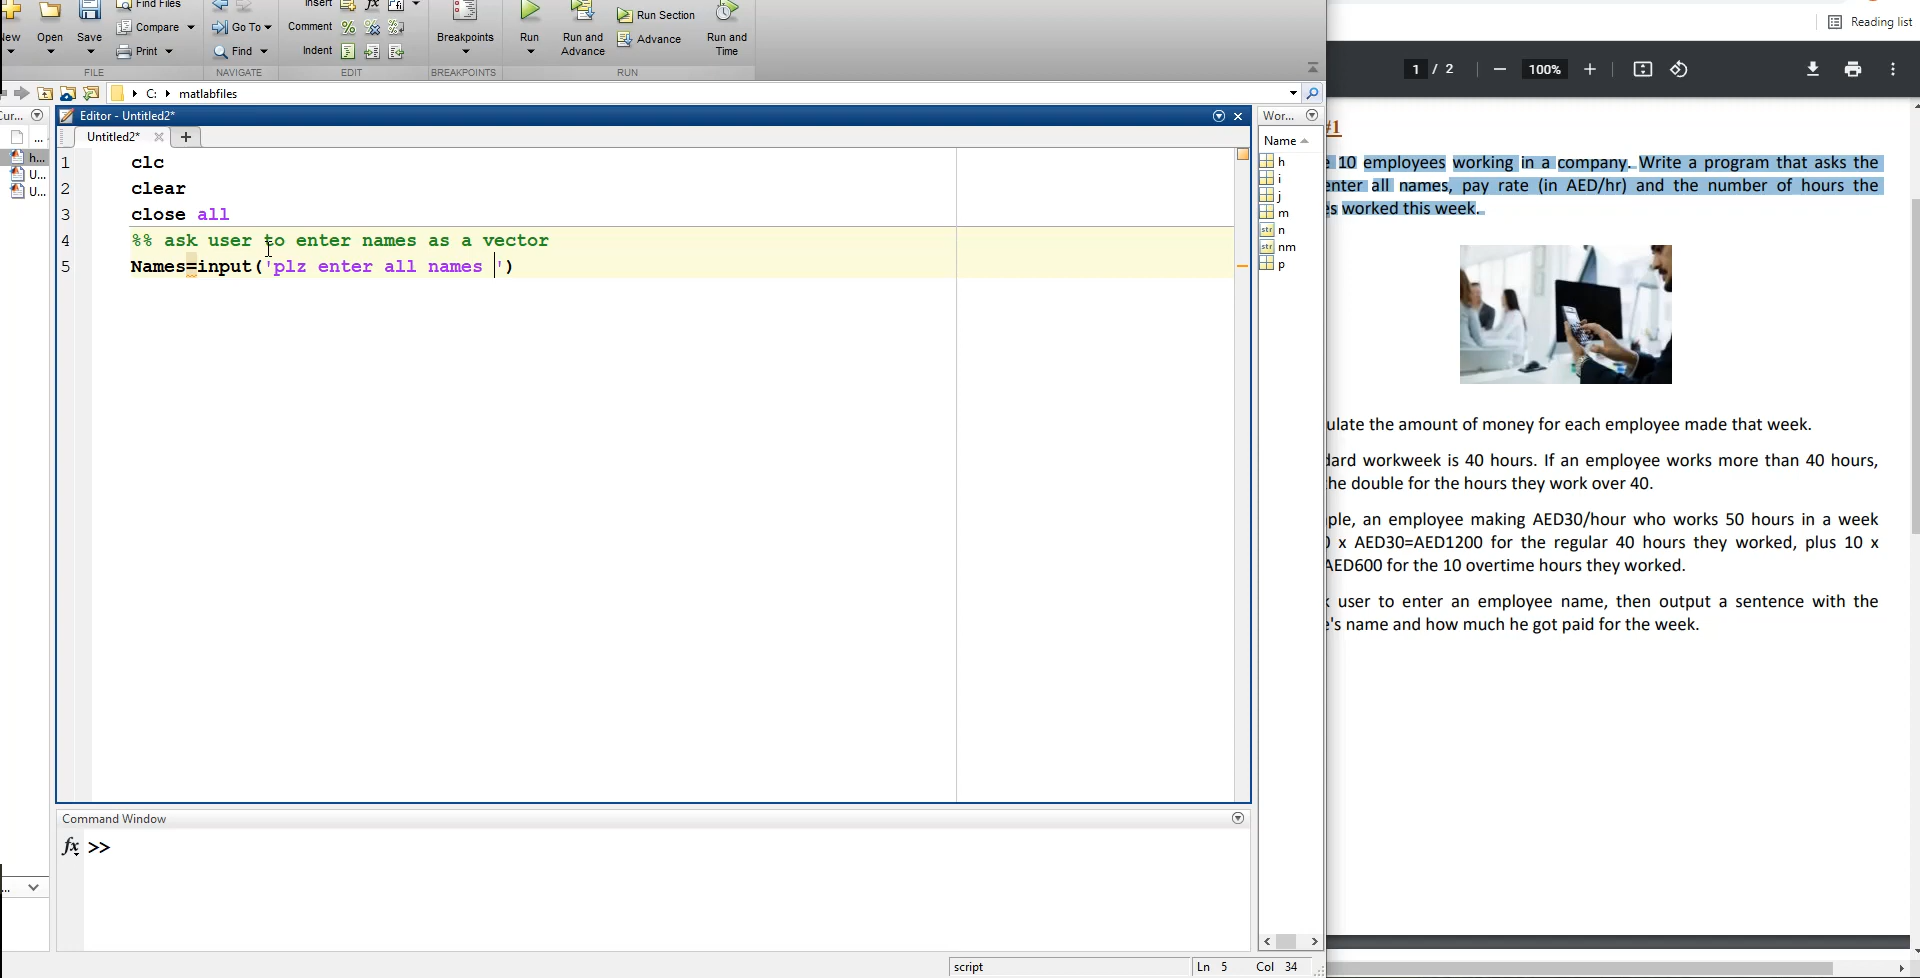 Find Files
Insert
fx
Compare
Go To
Comment
Run Section
New
Open
Save
Print
Find
Indent
Breakpoints
Run
Run and
Advance
Advance
Run and
Time
FILE
NAVIGATE
EDIT
BREAKPOINTS
RUN
C:
matlabfiles
Cur...
Editor - Untitled2*
Wor...
Untitled2*
Name
...
h...
U...
U...
1 clc
2 clear
3 close all
4 %% ask user to enter names as a vector
5 Names=input('plz enter all names ')
h
i
j
m
n
nm
p
Command Window
fx >>
...
script
Ln 5 Col 34
Reading list
1 / 2
100%
#1
10 employees working in a company. Write a program that asks the
enter all names, pay rate (in AED/hr) and the number of hours the
s worked this week.
ulate the amount of money for each employee made that week.
dard workweek is 40 hours. If an employee works more than 40 hours,
he double for the hours they work over 40.
ple, an employee making AED30/hour who works 50 hours in a week
0 x AED30=AED1200 for the regular 40 hours they worked, plus 10 x
AED600 for the 10 overtime hours they worked.
k user to enter an employee name, then output a sentence with the
e's name and how much he got paid for the week.